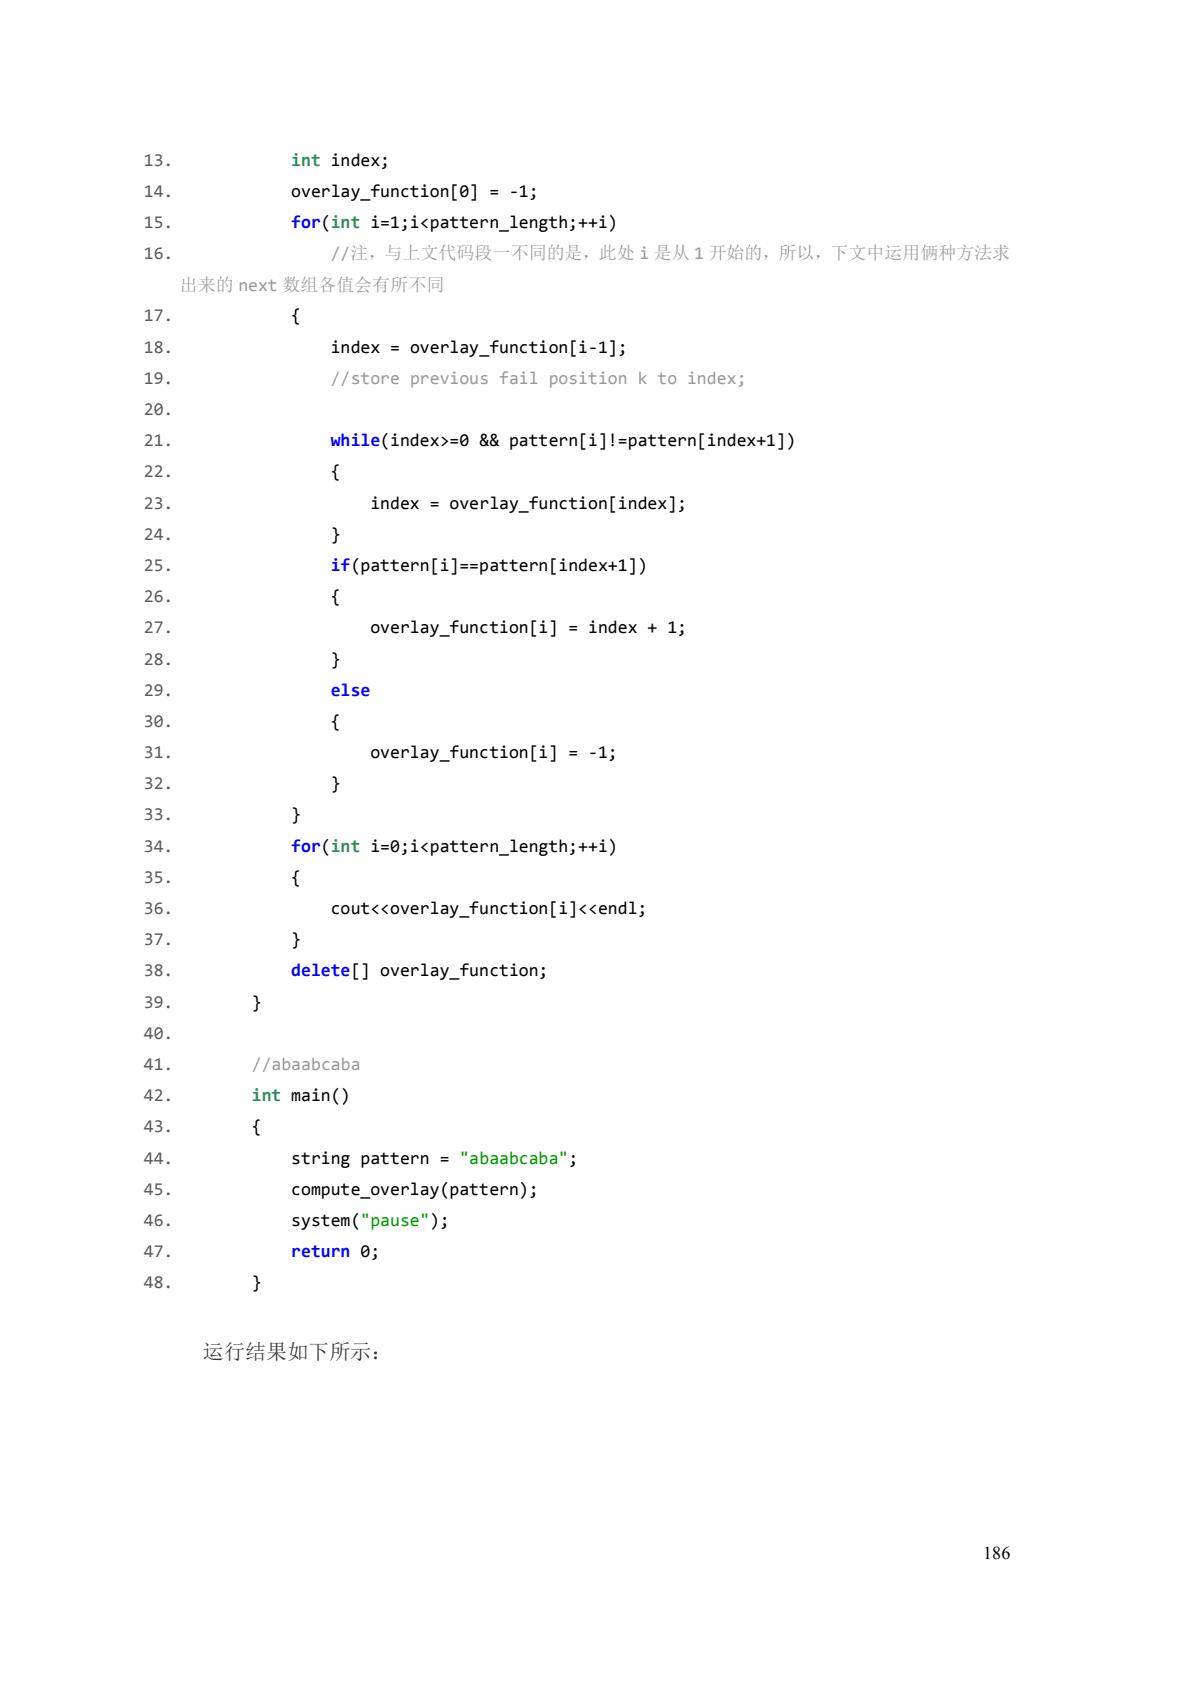 13. int index;
14. overlay_function[0] = -1;
15. for(int i=1;i<pattern_length;++i)
16. //注，与上文代码段一不同的是，此处 i 是从 1 开始的，所以，下文中运用俩种方法求
出来的 next 数组各值会有所不同
17. {
18. index = overlay_function[i-1];
19. //store previous fail position k to index;
20.
21. while(index>=0 && pattern[i]!=pattern[index+1])
22. {
23. index = overlay_function[index];
24. }
25. if(pattern[i]==pattern[index+1])
26. {
27. overlay_function[i] = index + 1;
28. }
29. else
30. {
31. overlay_function[i] = -1;
32. }
33. }
34. for(int i=0;i<pattern_length;++i)
35. {
36. cout<<overlay_function[i]<<endl;
37. }
38. delete[] overlay_function;
39. }
40.
41. //abaabcaba
42. int main()
43. {
44. string pattern = "abaabcaba";
45. compute_overlay(pattern);
46. system("pause");
47. return 0;
48. }
运行结果如下所示：
186